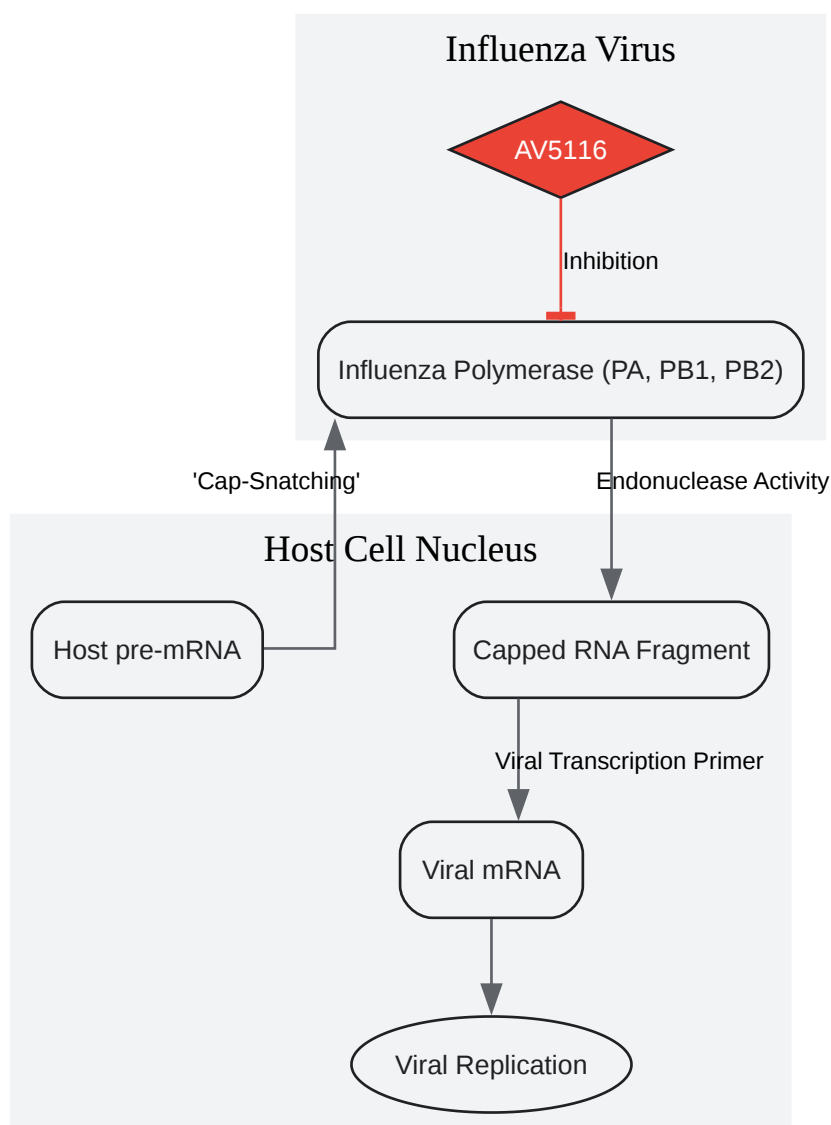 Influenza Virus
AV5116
Inhibition
Influenza Polymerase (PA, PB1, PB2)
'Cap-Snatching'
Endonuclease Activity
Host Cell Nucleus
Host pre-mRNA
Capped RNA Fragment
Viral Transcription Primer
Viral mRNA
Viral Replication